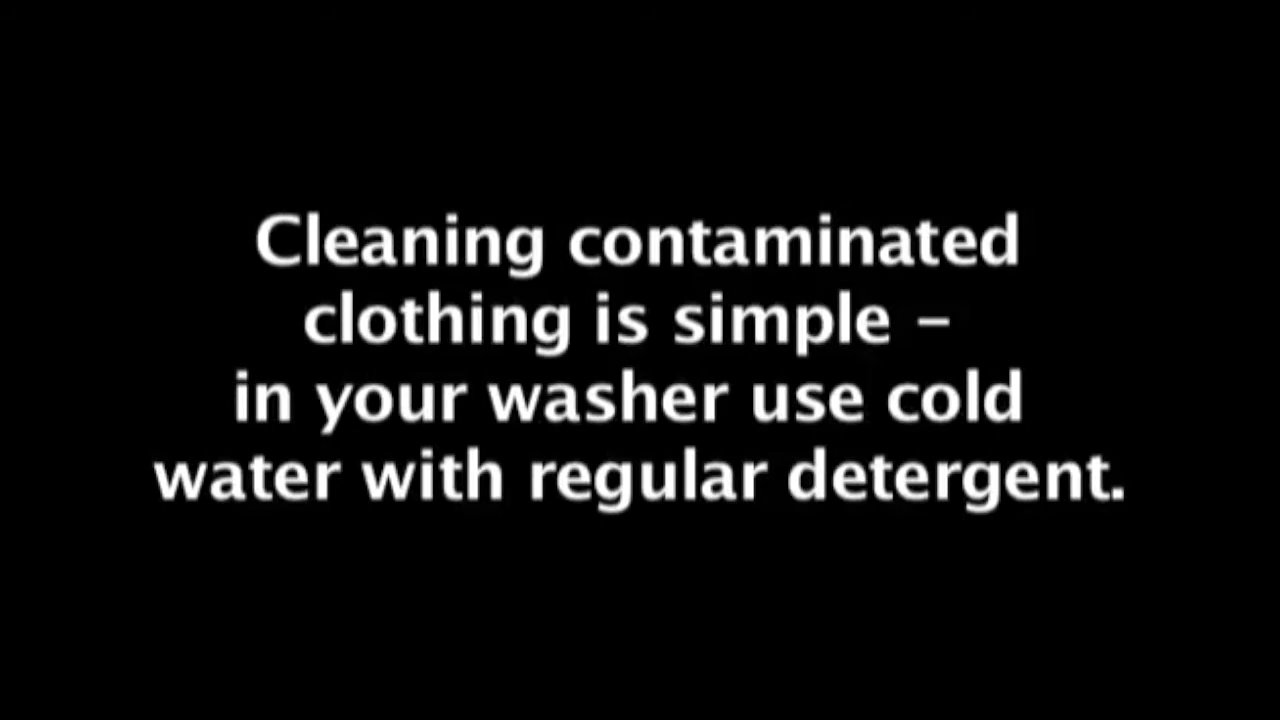 Cleaning contaminated
clothing is simple –
in your washer use cold
water with regular detergent.